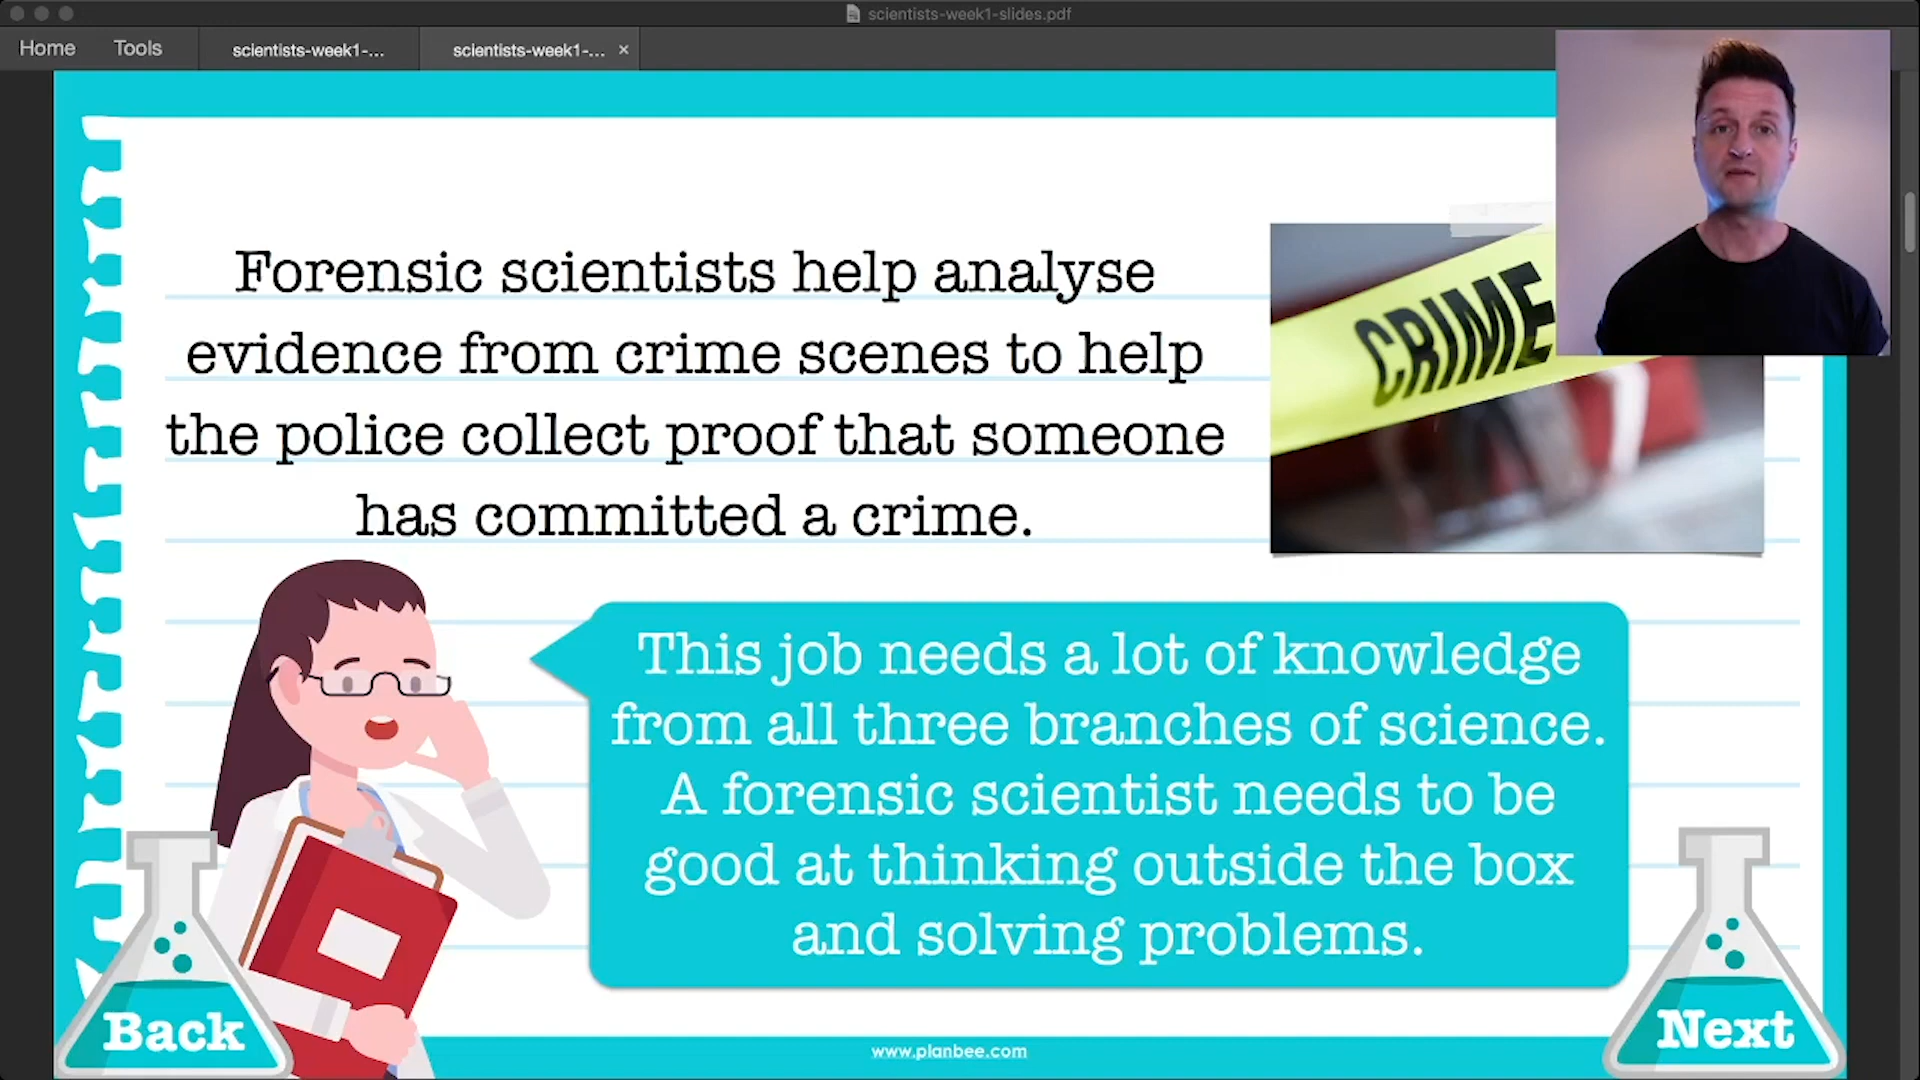 scientists-week1-slides.pdf
Home Tools scientists-week1-... scientists-week1-... ×
Forensic scientists help analyse
evidence from crime scenes to help
the police collect proof that someone
has committed a crime.
CRIME
This job needs a lot of knowledge
from all three branches of science.
A forensic scientist needs to be
good at thinking outside the box
and solving problems.
Back
Next
www.planbee.com